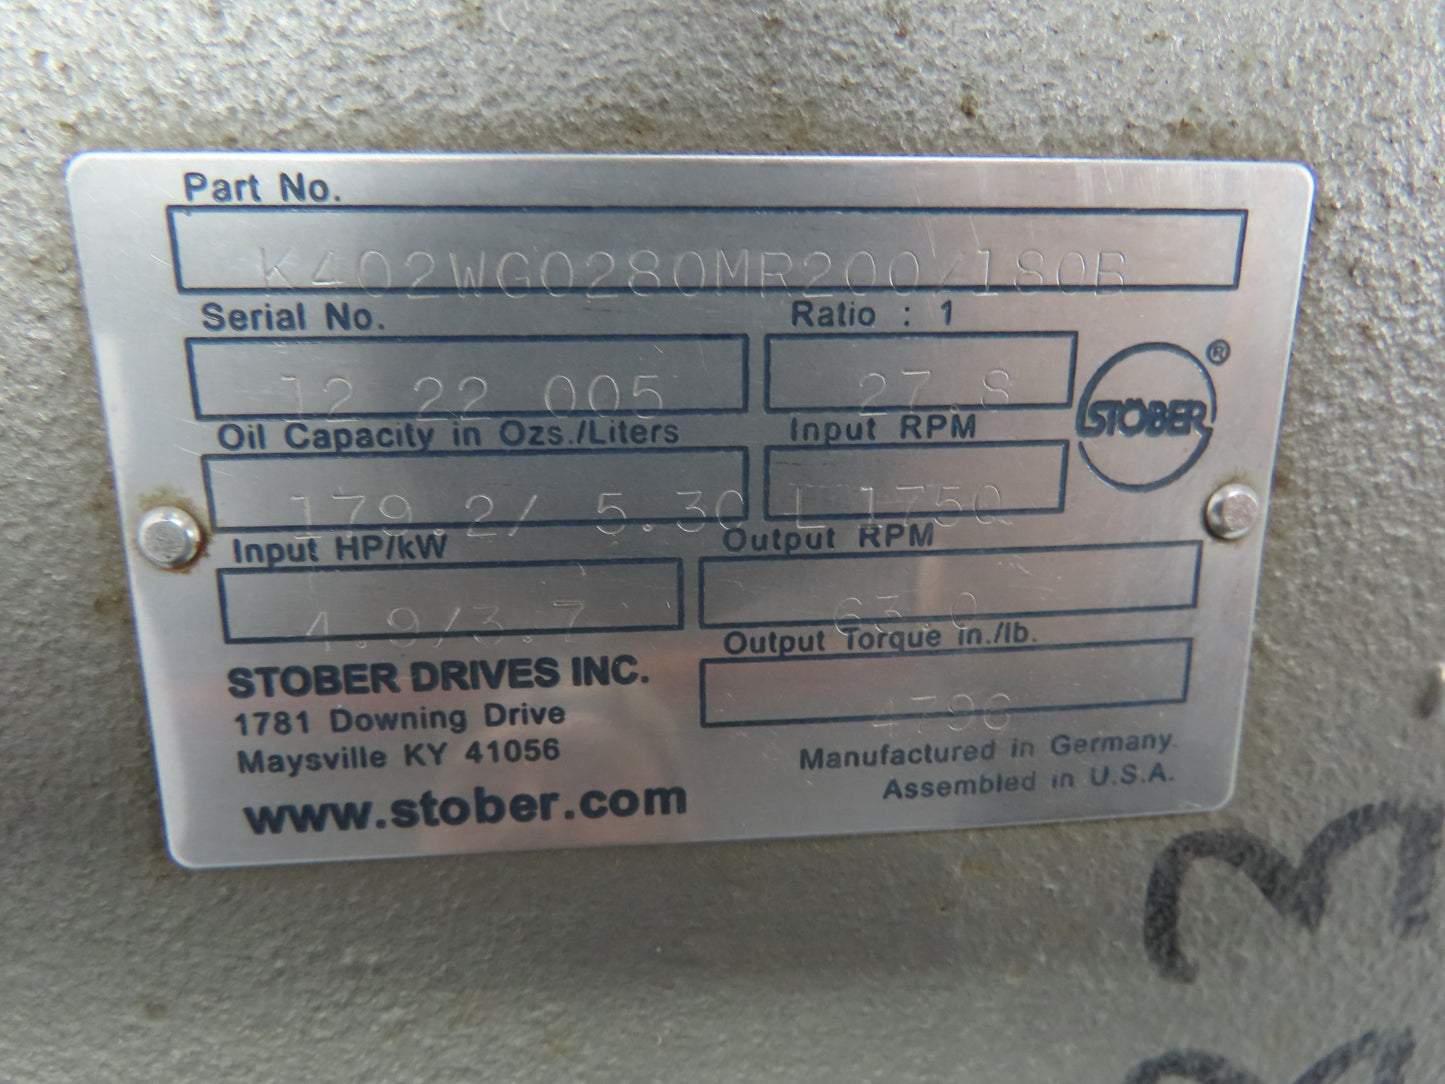 Part No.
K402WG0280MR200/180B
Serial No.
Ratio : 1
12 22 005
27.8
®
STÖBER
Oil Capacity in Ozs./Liters
Input RPM
179.2/ 5.30 L
1750
Input HP/kW
Output RPM
4.9/3.7
63.0
Output Torque in./lb.
4796
STOBER DRIVES INC.
1781 Downing Drive
Maysville KY 41056
www.stober.com
Manufactured in Germany.
Assembled in U.S.A.